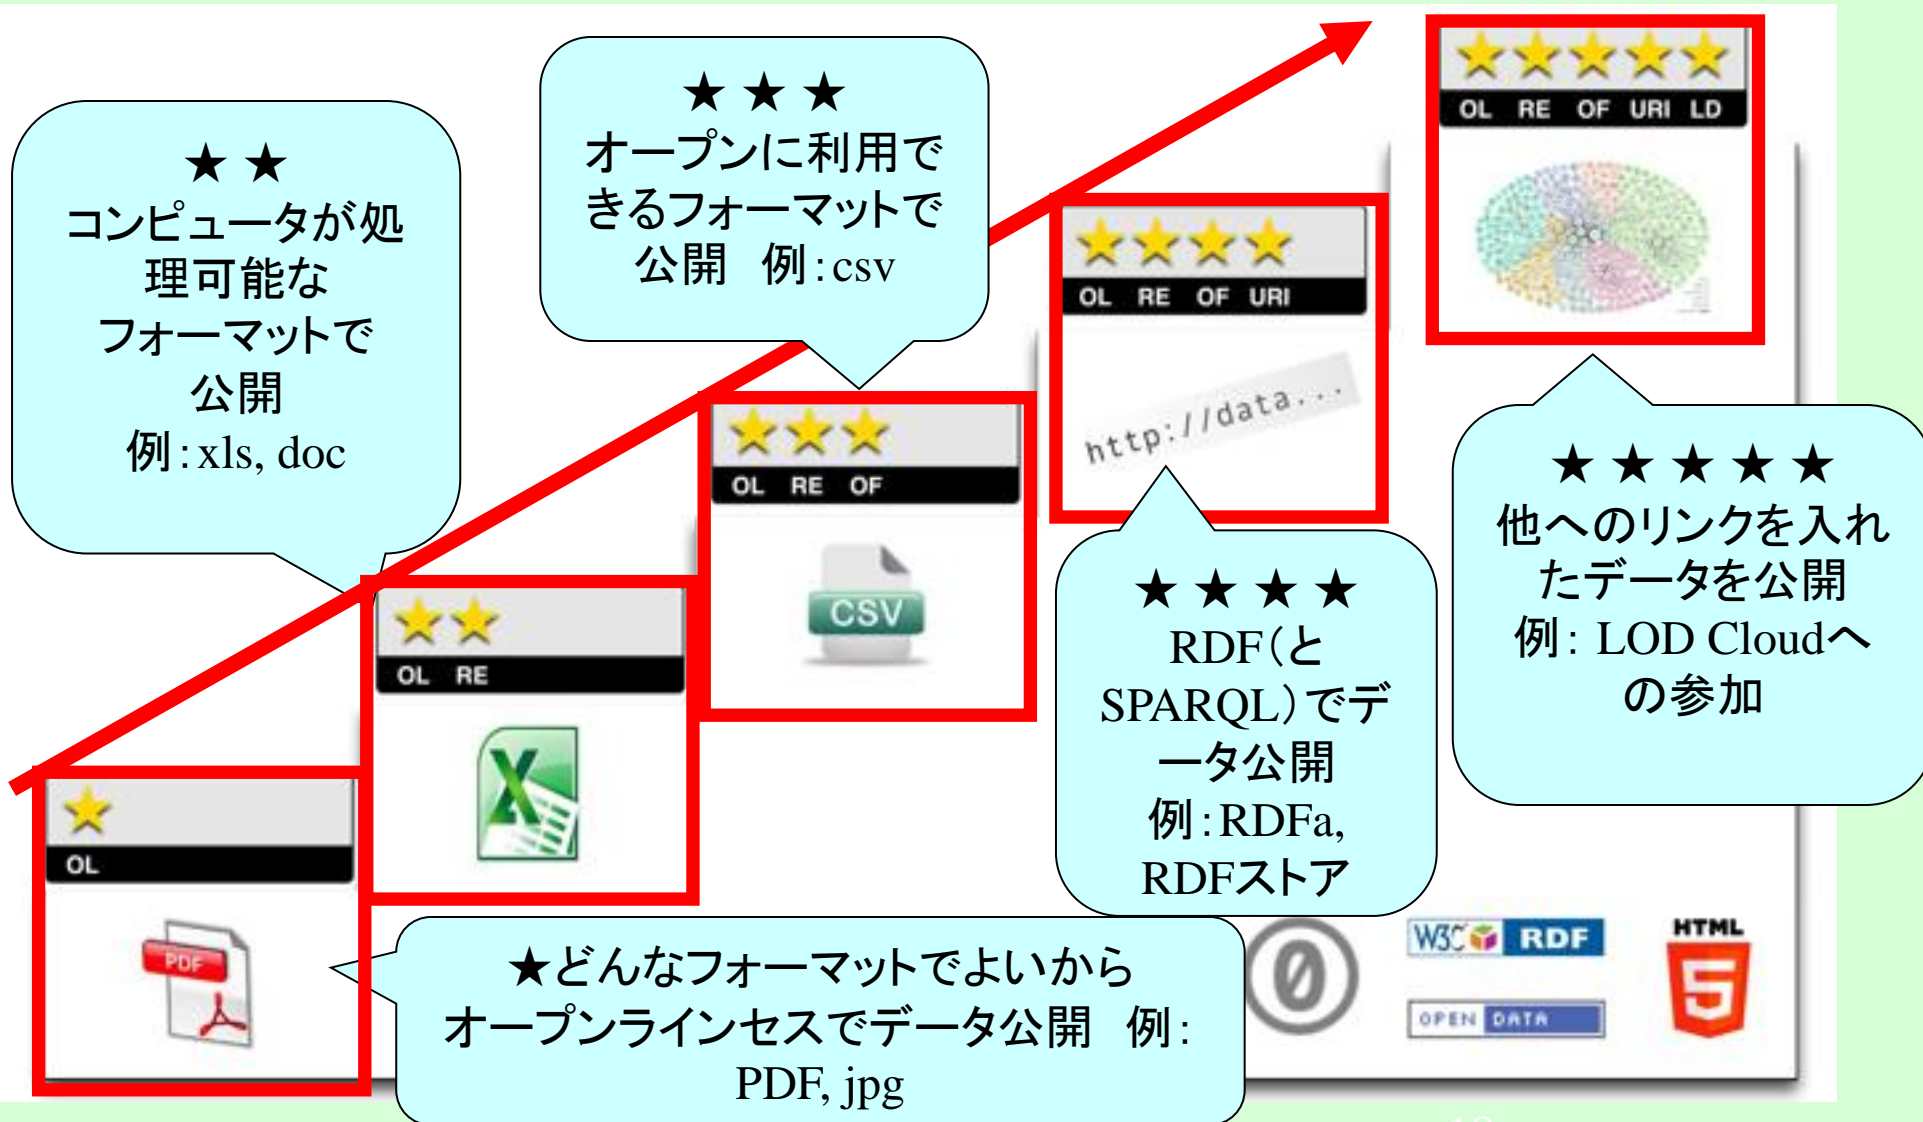 ★ ★
コンピュータが処
理可能な
フォーマットで
公開
例：xls, doc
★ ★ ★
オープンに利用で
きるフォーマットで
公開　例：csv
OL RE OF URI LD
OL RE OF URI
http://data...
OL RE OF
CSV
OL RE
OL
PDF
★ ★ ★ ★
RDF（と
SPARQL）でデ
ータ公開
例：RDFa,
RDFストア
★ ★ ★ ★ ★
他へのリンクを入れ
たデータを公開
例： LOD Cloudへ
の参加
★どんなフォーマットでよいから
オープンラインセスでデータ公開　例：
PDF, jpg
0
W3C RDF
OPEN DATA
HTML
5